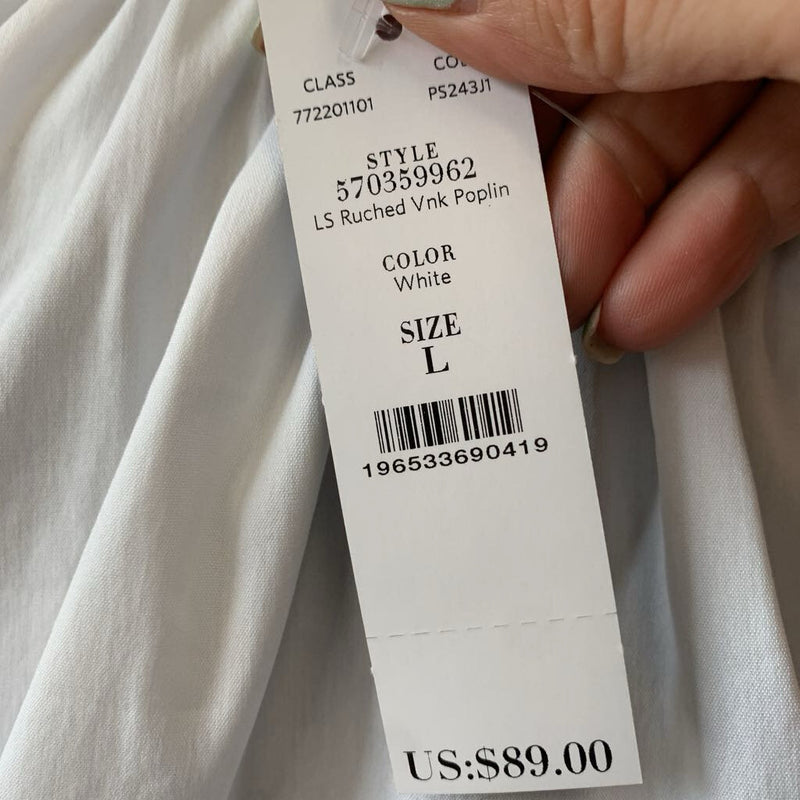 CLASS
772201101
PS243J1
STYLE
570359962
LS Ruched Vnk Poplin
COLOR
White
SIZE
L
196533690419
US:$89.00